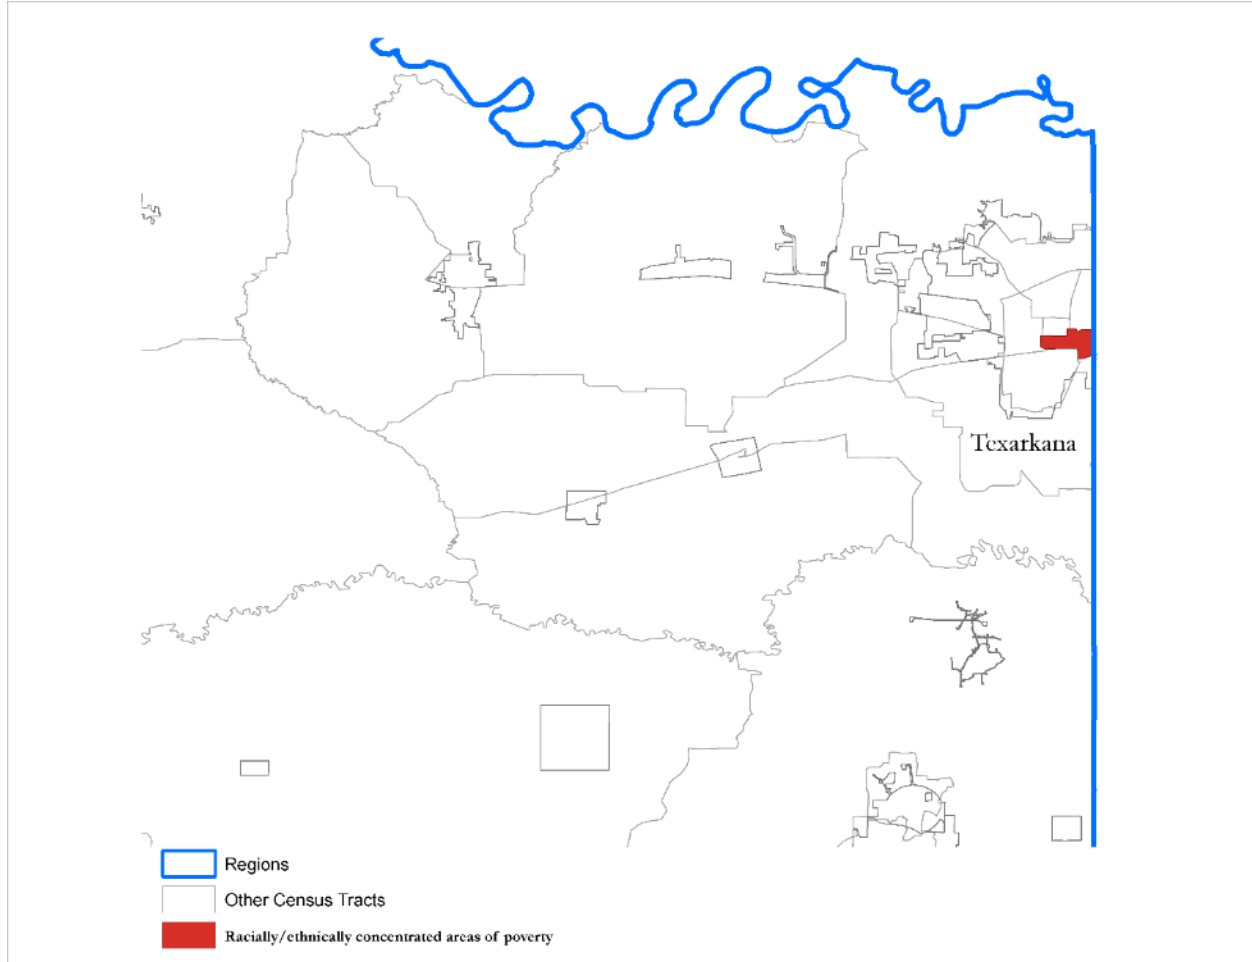 Texarkana
Regions
Other Census Tracts
Racially/ethnically concentrated areas of poverty